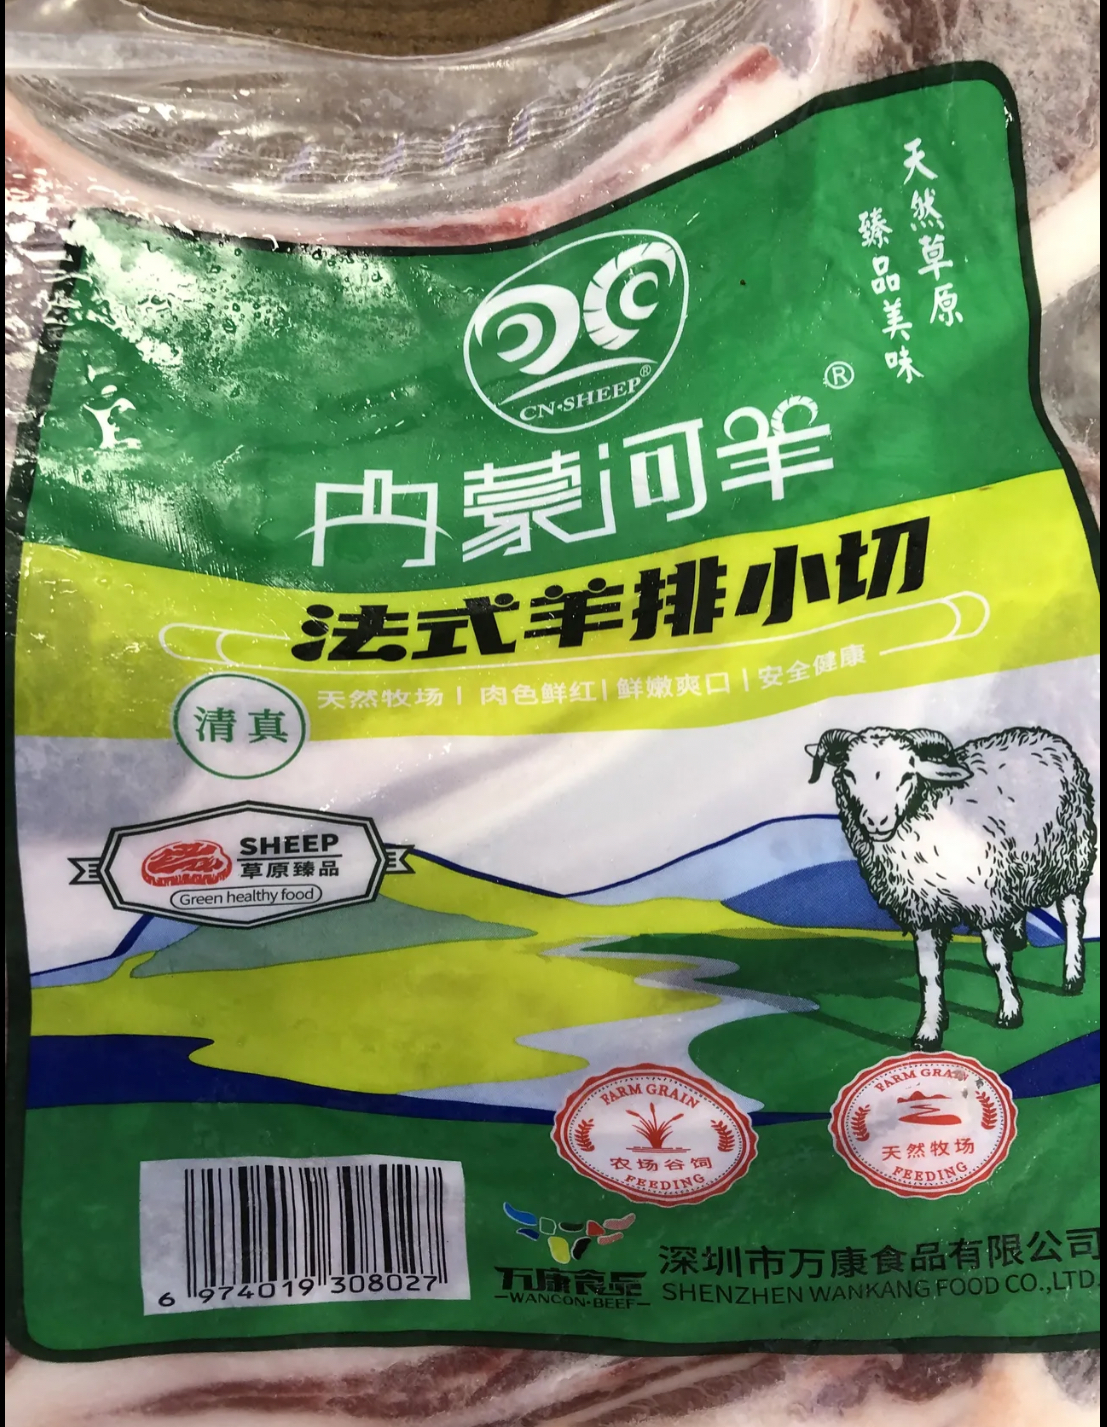 天然草原
臻品美味
CN·SHEEP®
内蒙河羊®
法式羊排小切
天然牧场 | 肉色鲜红 | 鲜嫩爽口 | 安全健康
清真
SHEEP
草原臻品
Green healthy food
FARM GRAIN
农场谷饲
FEEDING
FARM GRAIN
天然牧场
FEEDING
6 974019 308027
万康食品
WANCON·BEEF
深圳市万康食品有限公司
SHENZHEN WANKANG FOOD CO.,LTD.